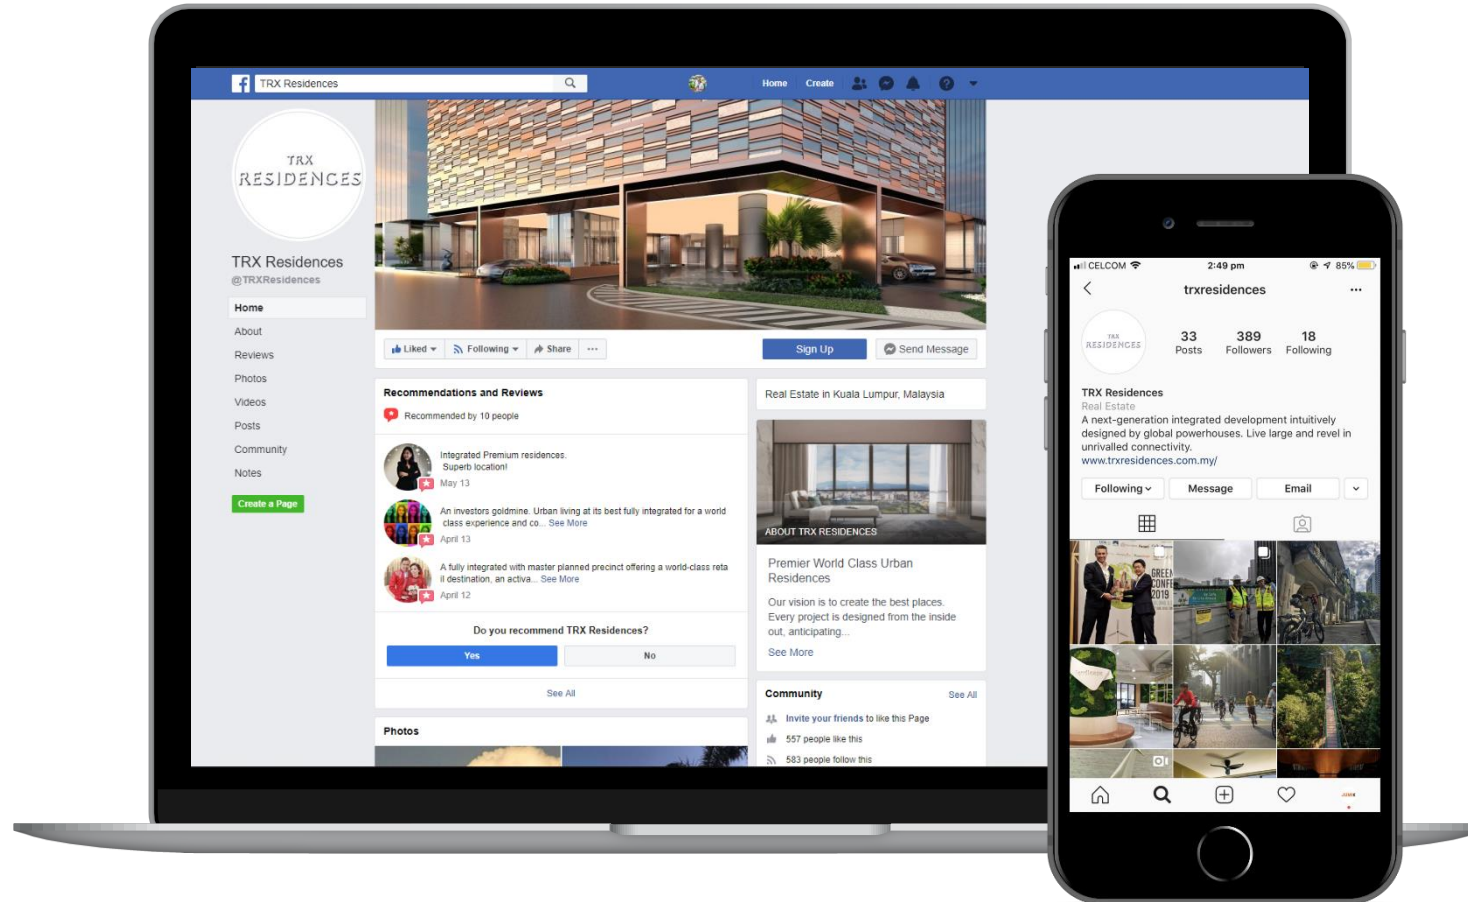 TRX Residences
Home
Create
TRX
RESIDENCES
TRX Residences
@TRXResidences
Home
About
Reviews
Photos
Videos
Posts
Community
Notes
Create a Page
Liked
Following
Share
Sign Up
Send Message
Recommendations and Reviews
Recommended by 10 people
Integrated Premium residences.
Superb location!
May 13
An investors goldmine. Urban living at its best fully integrated for a world
class experience and co... See More
April 13
A fully integrated with master planned precinct offering a world-class reta
il destination, an activa... See More
April 12
Do you recommend TRX Residences?
Yes
No
See All
Photos
Real Estate in Kuala Lumpur, Malaysia
ABOUT TRX RESIDENCES
Premier World Class Urban
Residences
Our vision is to create the best places.
Every project is designed from the inside
out, anticipating...
See More
Community
See All
Invite your friends to like this Page
557 people like this
583 people follow this
CELCOM
2:49 pm
85%
trxresidences
TRX
RESIDENCES
33
389
18
Posts
Followers
Following
TRX Residences
Real Estate
A next-generation integrated development intuitively
designed by global powerhouses. Live large and revel in
unrivalled connectivity.
www.trxresidences.com.my/
Following
Message
Email
GREEN
CONFE
2019